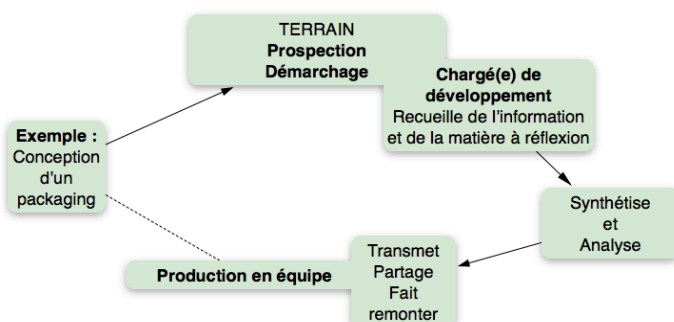 TERRAIN
Prospection
Démarchage
Chargé(e) de
développement
Recueille de l'information
et de la matière à réflexion
Synthétise
et
Analyse
Transmet
Partage
Fait
remonter
Production en équipe
Exemple :
Conception
d'un
packaging